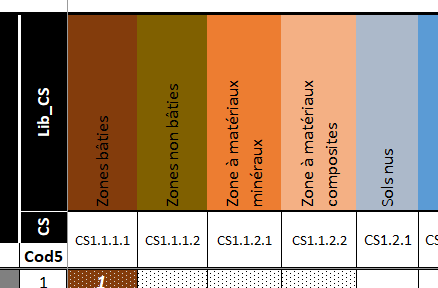 Lib_CS
Zones bâties
Zones non bâties
Zone à matériaux
minéraux
Zone à matériaux
composites
Sols nus
CS
CS1.1.1.1
CS1.1.1.2
CS1.1.2.1
CS1.1.2.2
CS1.2.1
CS
Cod5
1
1